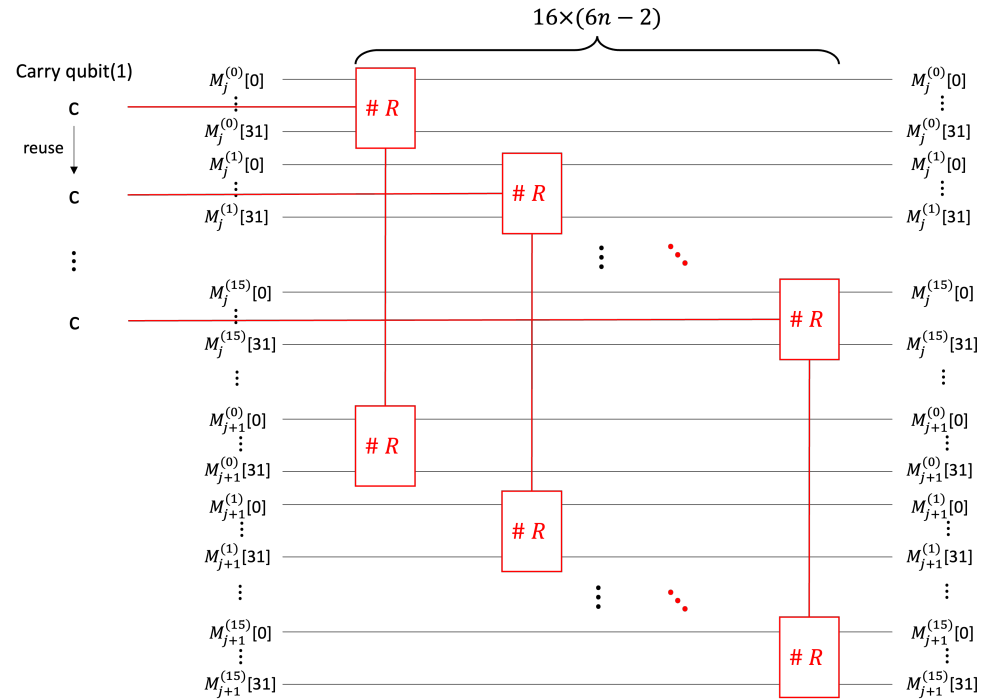 16×(6n − 2)
Carry qubit(1)
M_j^{(0)}[0] M_j^{(0)}[0]
C # R
⋮ ⋮
M_j^{(0)}[31] M_j^{(0)}[31]
reuse
M_j^{(1)}[0] M_j^{(1)}[0]
C # R
⋮ ⋮
M_j^{(1)}[31] M_j^{(1)}[31]
⋮ ⋮ ⋱
M_j^{(15)}[0] M_j^{(15)}[0]
C # R
⋮ ⋮
M_j^{(15)}[31] M_j^{(15)}[31]
⋮ ⋮
M_{j+1}^{(0)}[0] M_{j+1}^{(0)}[0]
# R
⋮ ⋮
M_{j+1}^{(0)}[31] M_{j+1}^{(0)}[31]
M_{j+1}^{(1)}[0] M_{j+1}^{(1)}[0]
# R
⋮ ⋮
M_{j+1}^{(1)}[31] M_{j+1}^{(1)}[31]
⋮ ⋮ ⋱ ⋮
M_{j+1}^{(15)}[0] M_{j+1}^{(15)}[0]
# R
⋮ ⋮
M_{j+1}^{(15)}[31] M_{j+1}^{(15)}[31]